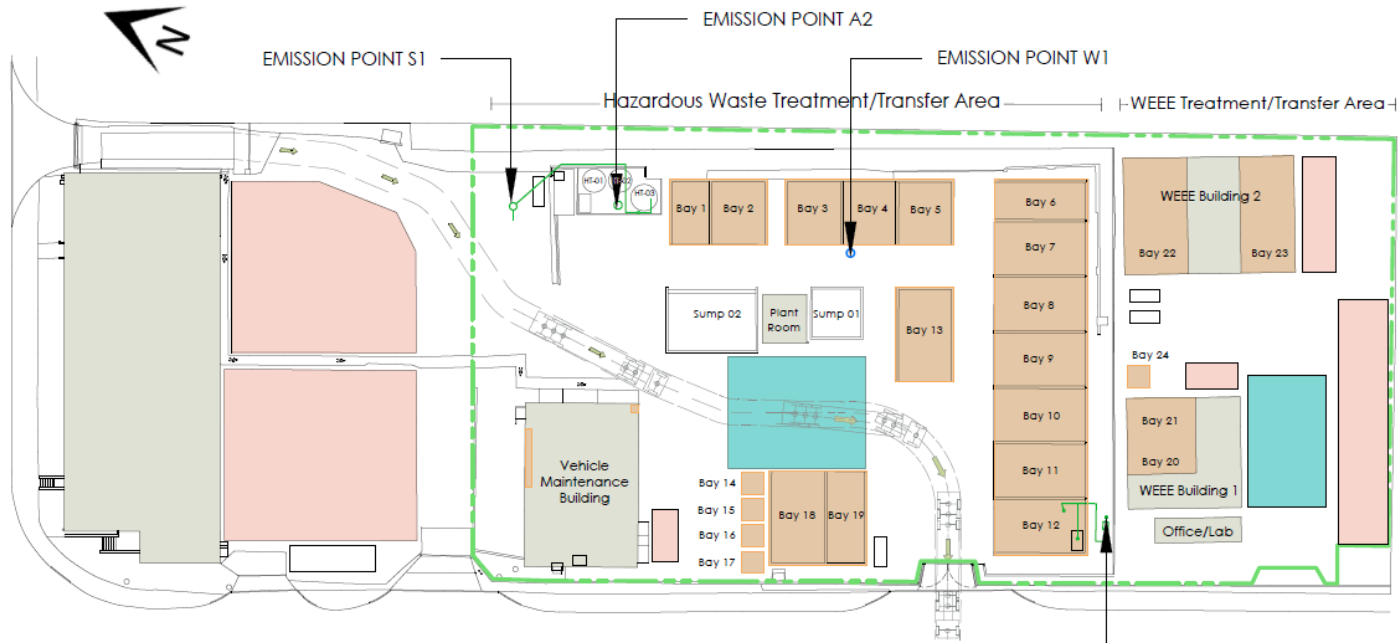 EMISSION POINT A2
N
EMISSION POINT S1
EMISSION POINT W1
Hazardous Waste Treatment/Transfer Area
WEEE Treatment/Transfer Area
HT-01
HT-03
Bay 1
Bay 2
Bay 3
Bay 4
Bay 5
Bay 6
Bay 7
Bay 8
Bay 9
Bay 10
Bay 11
Bay 12
WEEE Building 2
Bay 22
Bay 23
Sump 02
Plant
Room
Sump 01
Bay 13
Bay 24
Bay 21
Bay 20
WEEE Building 1
Office/Lab
Vehicle
Maintenance
Building
Bay 14
Bay 15
Bay 16
Bay 17
Bay 18
Bay 19